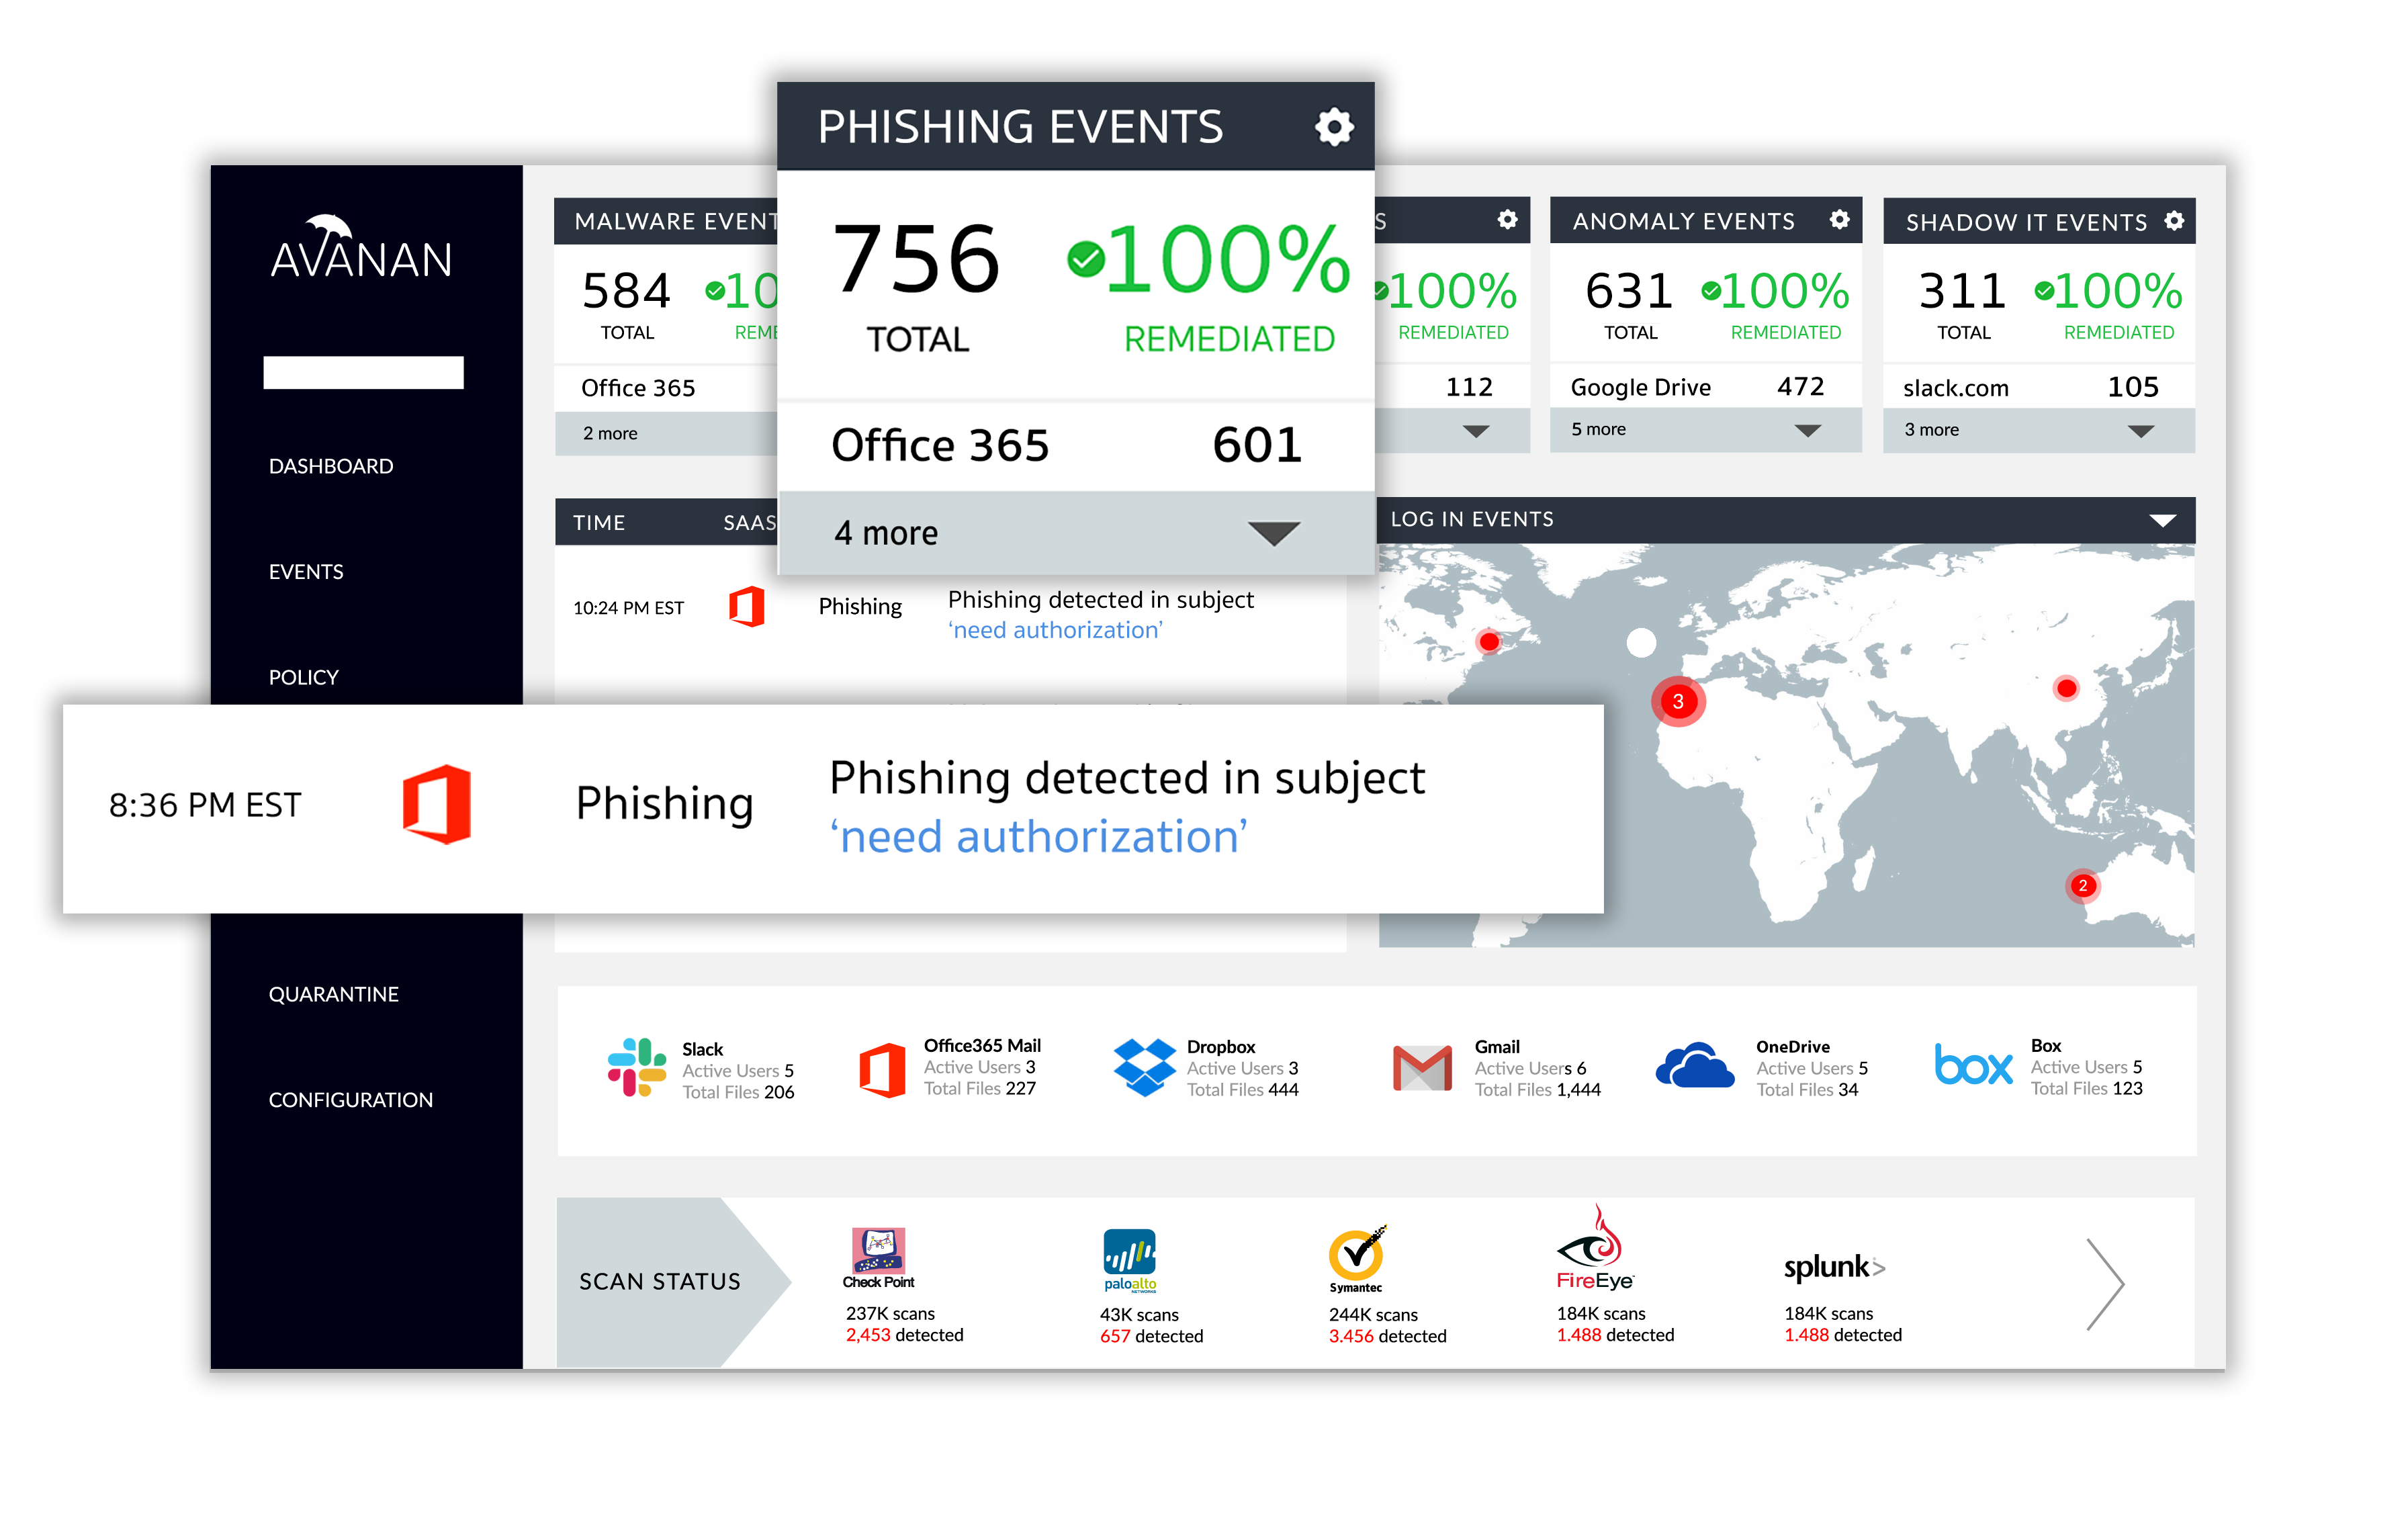 PHISHING EVENTS
756
100%
TOTAL
REMEDIATED
Office 365
601
4 more
AVANAN
DASHBOARD
EVENTS
POLICY
QUARANTINE
CONFIGURATION
MALWARE EVENT
584
10
TOTAL
REME
Office 365
2 more
S
100%
REMEDIATED
112
ANOMALY EVENTS
631
100%
TOTAL
REMEDIATED
Google Drive
472
5 more
SHADOW IT EVENTS
311
100%
TOTAL
REMEDIATED
slack.com
105
3 more
TIME
SAAS
10:24 PM EST
Phishing
Phishing detected in subject
‘need authorization’
LOG IN EVENTS
3
2
8:36 PM EST
Phishing
Phishing detected in subject
‘need authorization’
Slack
Active Users 5
Total Files 206
Office365 Mail
Active Users 3
Total Files 227
Dropbox
Active Users 3
Total Files 444
Gmail
Active Users 6
Total Files 1,444
OneDrive
Active Users 5
Total Files 34
box
Box
Active Users 5
Total Files 123
SCAN STATUS
Check Point
237K scans
2,453 detected
paloalto
NETWORKS
43K scans
657 detected
Symantec
244K scans
3.456 detected
FireEye
184K scans
1.488 detected
splunk>
184K scans
1.488 detected